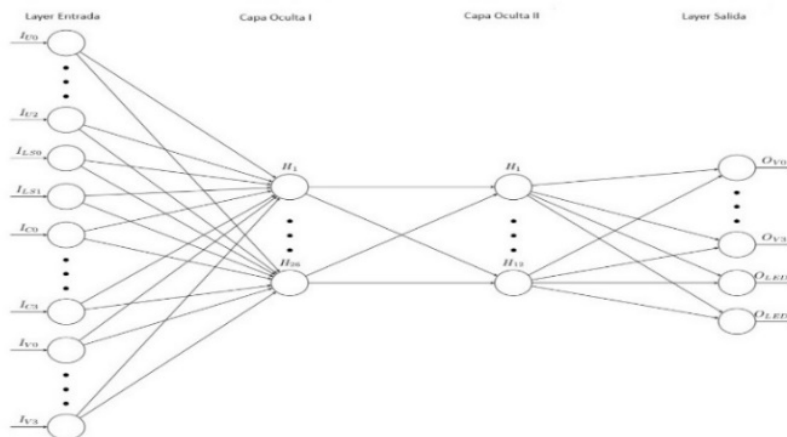 Layer Entrada
Capa Oculta I
Capa Oculta II
Layer Salida
I_U0
I_U2
I_LS0
I_LS1
I_C0
I_C3
I_V0
I_V3
H_1
H_26
H_1
H_12
O_V0
O_V3
O_LED
O_LED